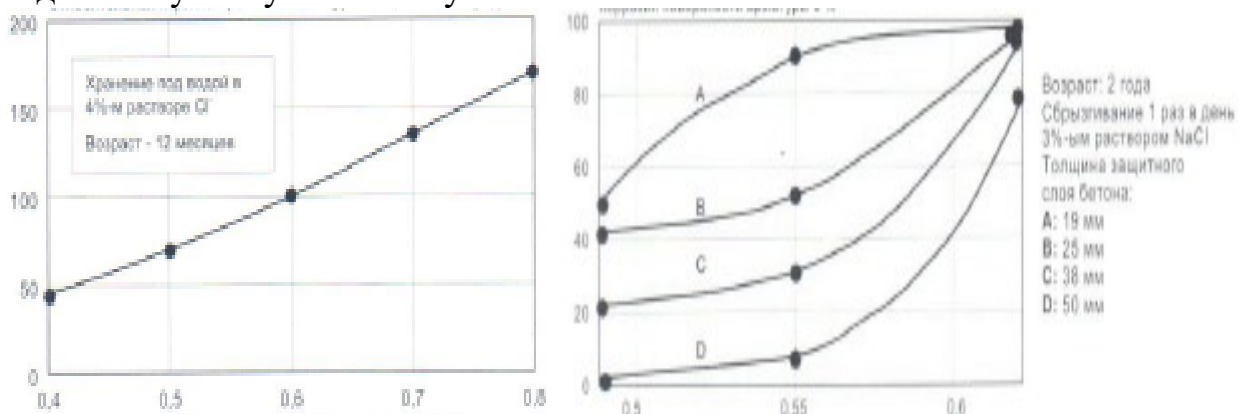 200
150
100
50
0
0,4
0,5
0,6
0,7
0,8
Хранение под водой в
4%-м растворе Cl⁻
Возраст - 12 месяцев
100
80
60
40
20
0
0,5
0,55
0,6
A
B
C
D
Возраст: 2 года
Сбрызгивание 1 раз в день
3%-ым раствором NaCl
Толщина защитного
слоя бетона:
A: 19 мм
B: 25 мм
C: 38 мм
D: 50 мм